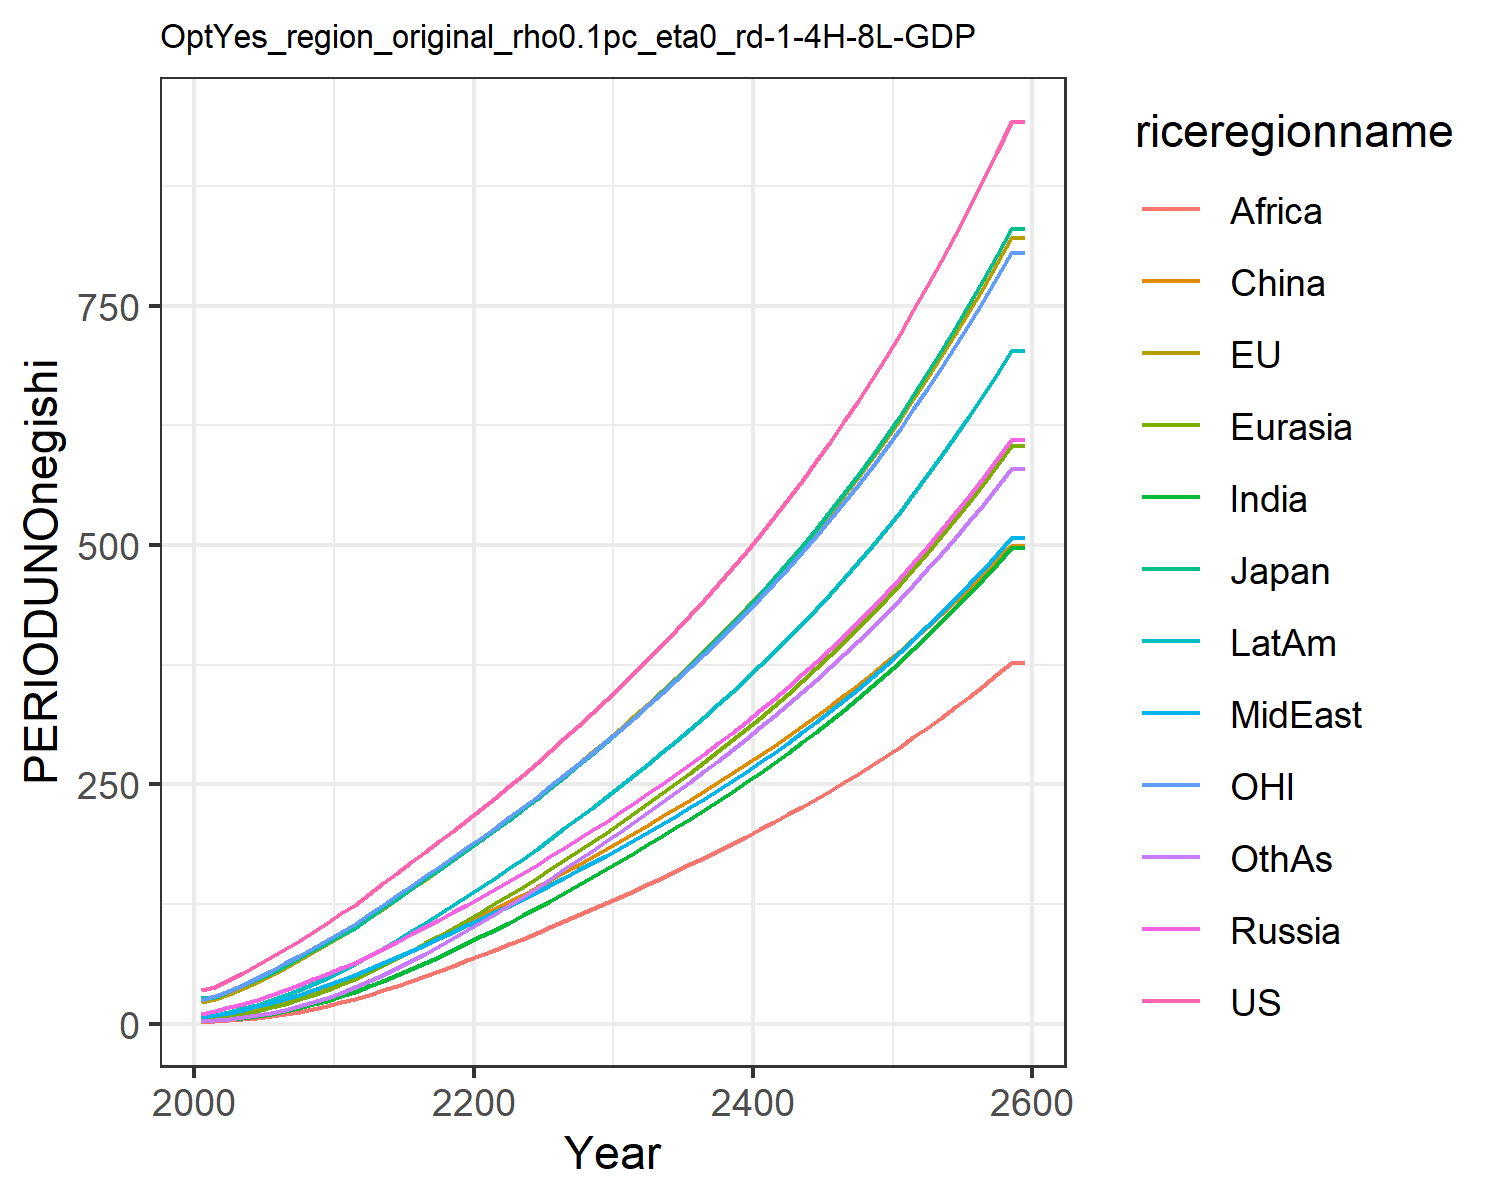 OptYes_region_original_rho0.1pc_eta0_rd-1-4H-8L-GDP
PERIODUNOnegishi
750
500
250
0
2000 2200 2400 2600
Year
riceregionname
Africa
China
EU
Eurasia
India
Japan
LatAm
MidEast
OHI
OthAs
Russia
US